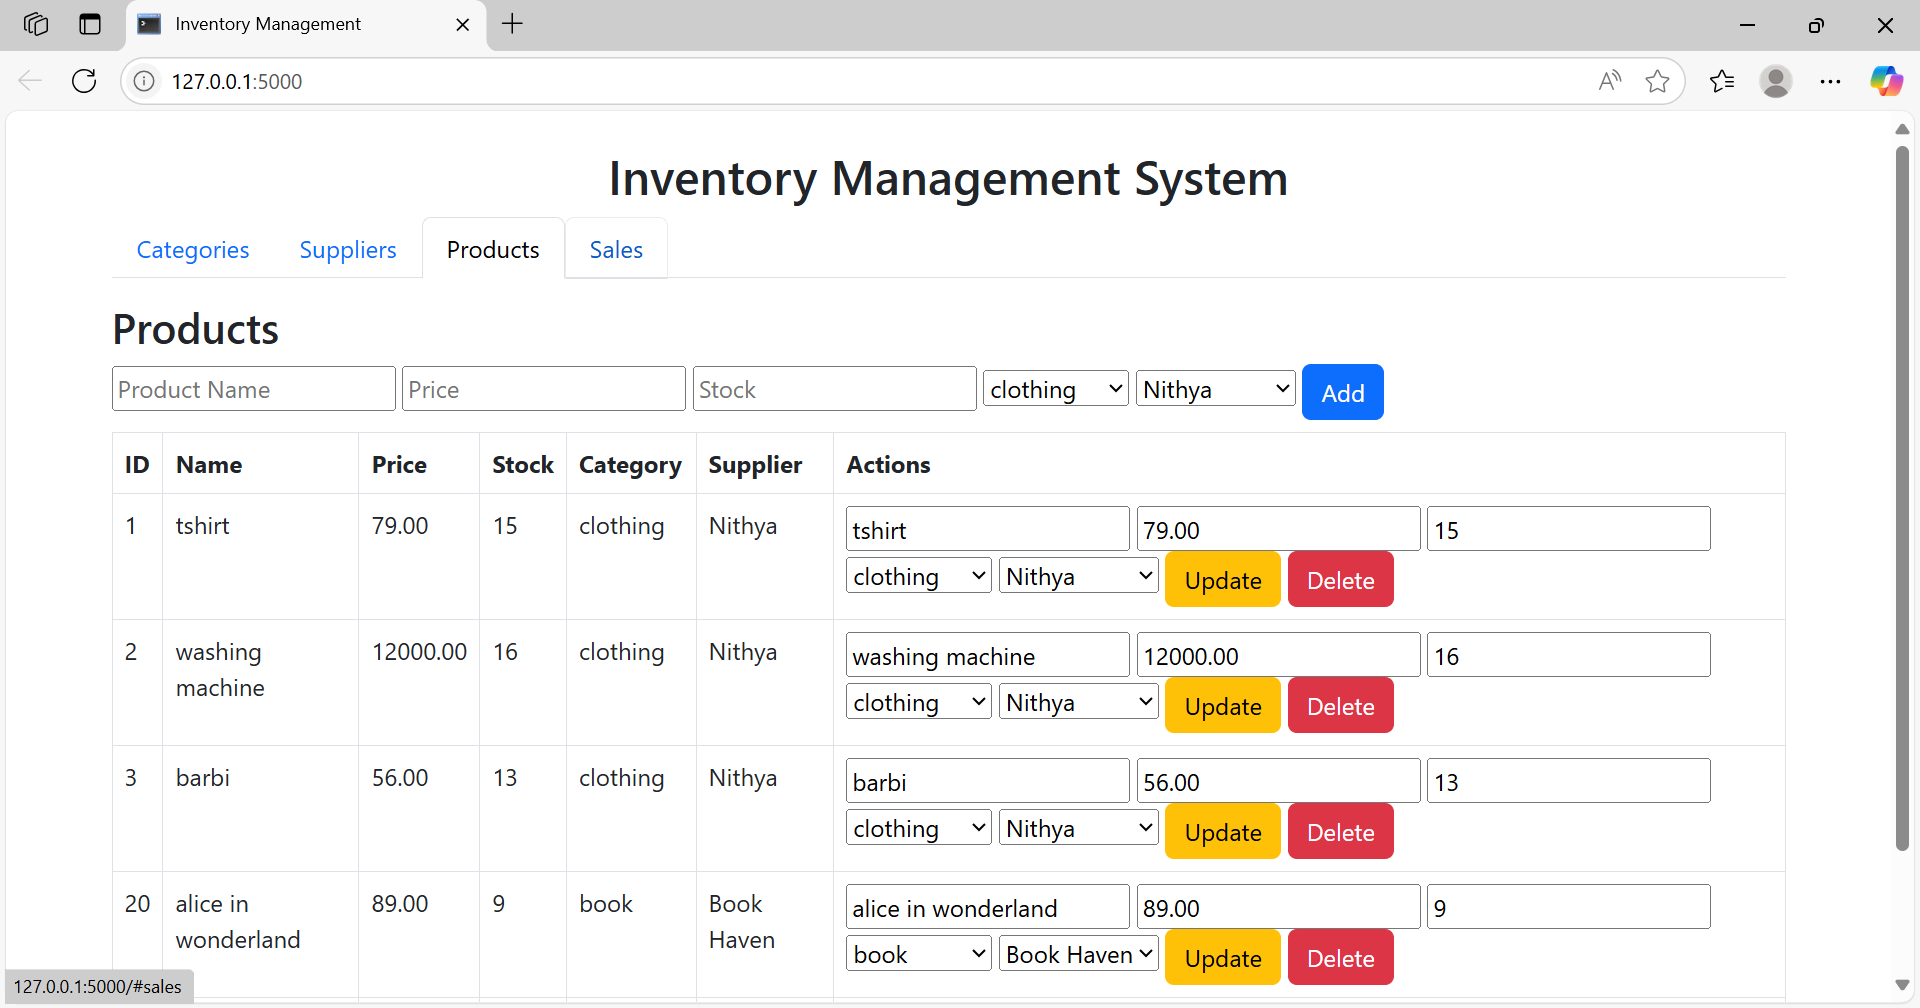 Inventory Management
127.0.0.1:5000
Inventory Management System
Categories Suppliers Products Sales
Products
Product Name Price Stock clothing Nithya Add
ID Name Price Stock Category Supplier Actions
1 tshirt 79.00 15 clothing Nithya tshirt 79.00 15
clothing Nithya Update Delete
2 washing machine 12000.00 16 clothing Nithya washing machine 12000.00 16
clothing Nithya Update Delete
3 barbi 56.00 13 clothing Nithya barbi 56.00 13
clothing Nithya Update Delete
20 alice in wonderland 89.00 9 book Book Haven alice in wonderland 89.00 9
book Book Haven Update Delete
127.0.0.1:5000/#sales